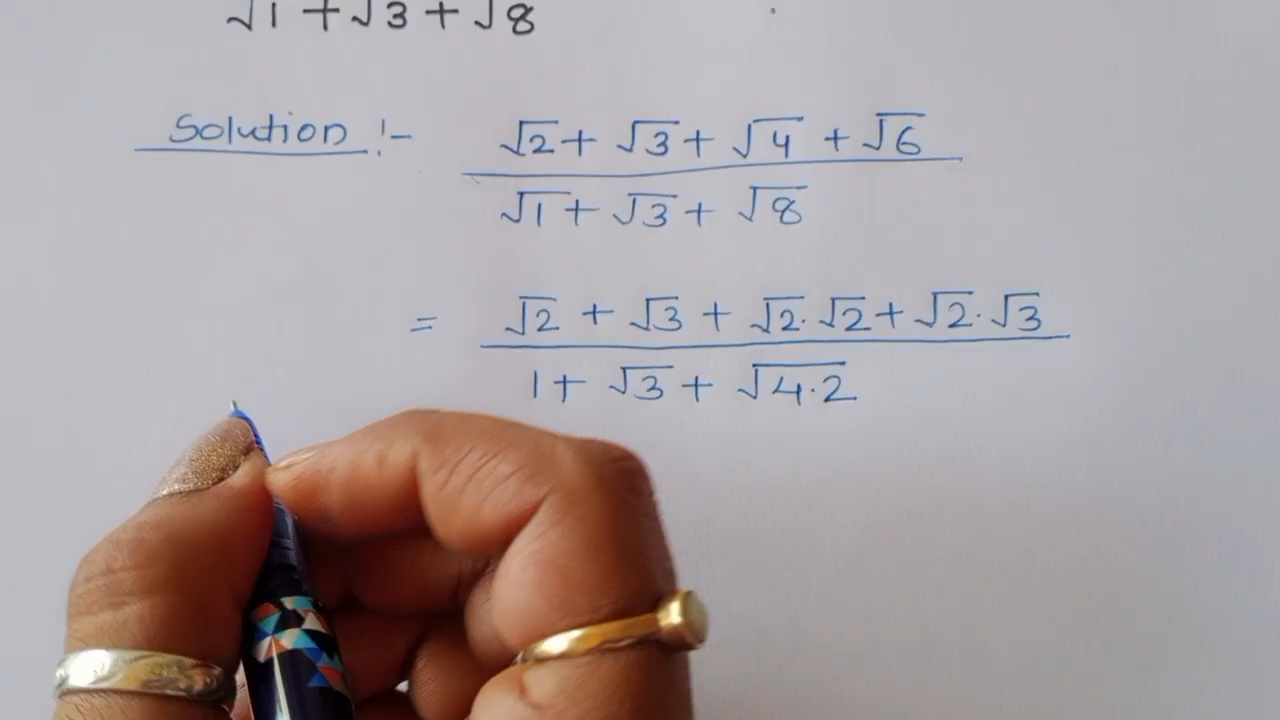 √1 + √3 + √8
Solution :- √2 + √3 + √4 + √6
√1 + √3 + √8
= √2 + √3 + √2·√2 + √2·√3
1 + √3 + √4·2